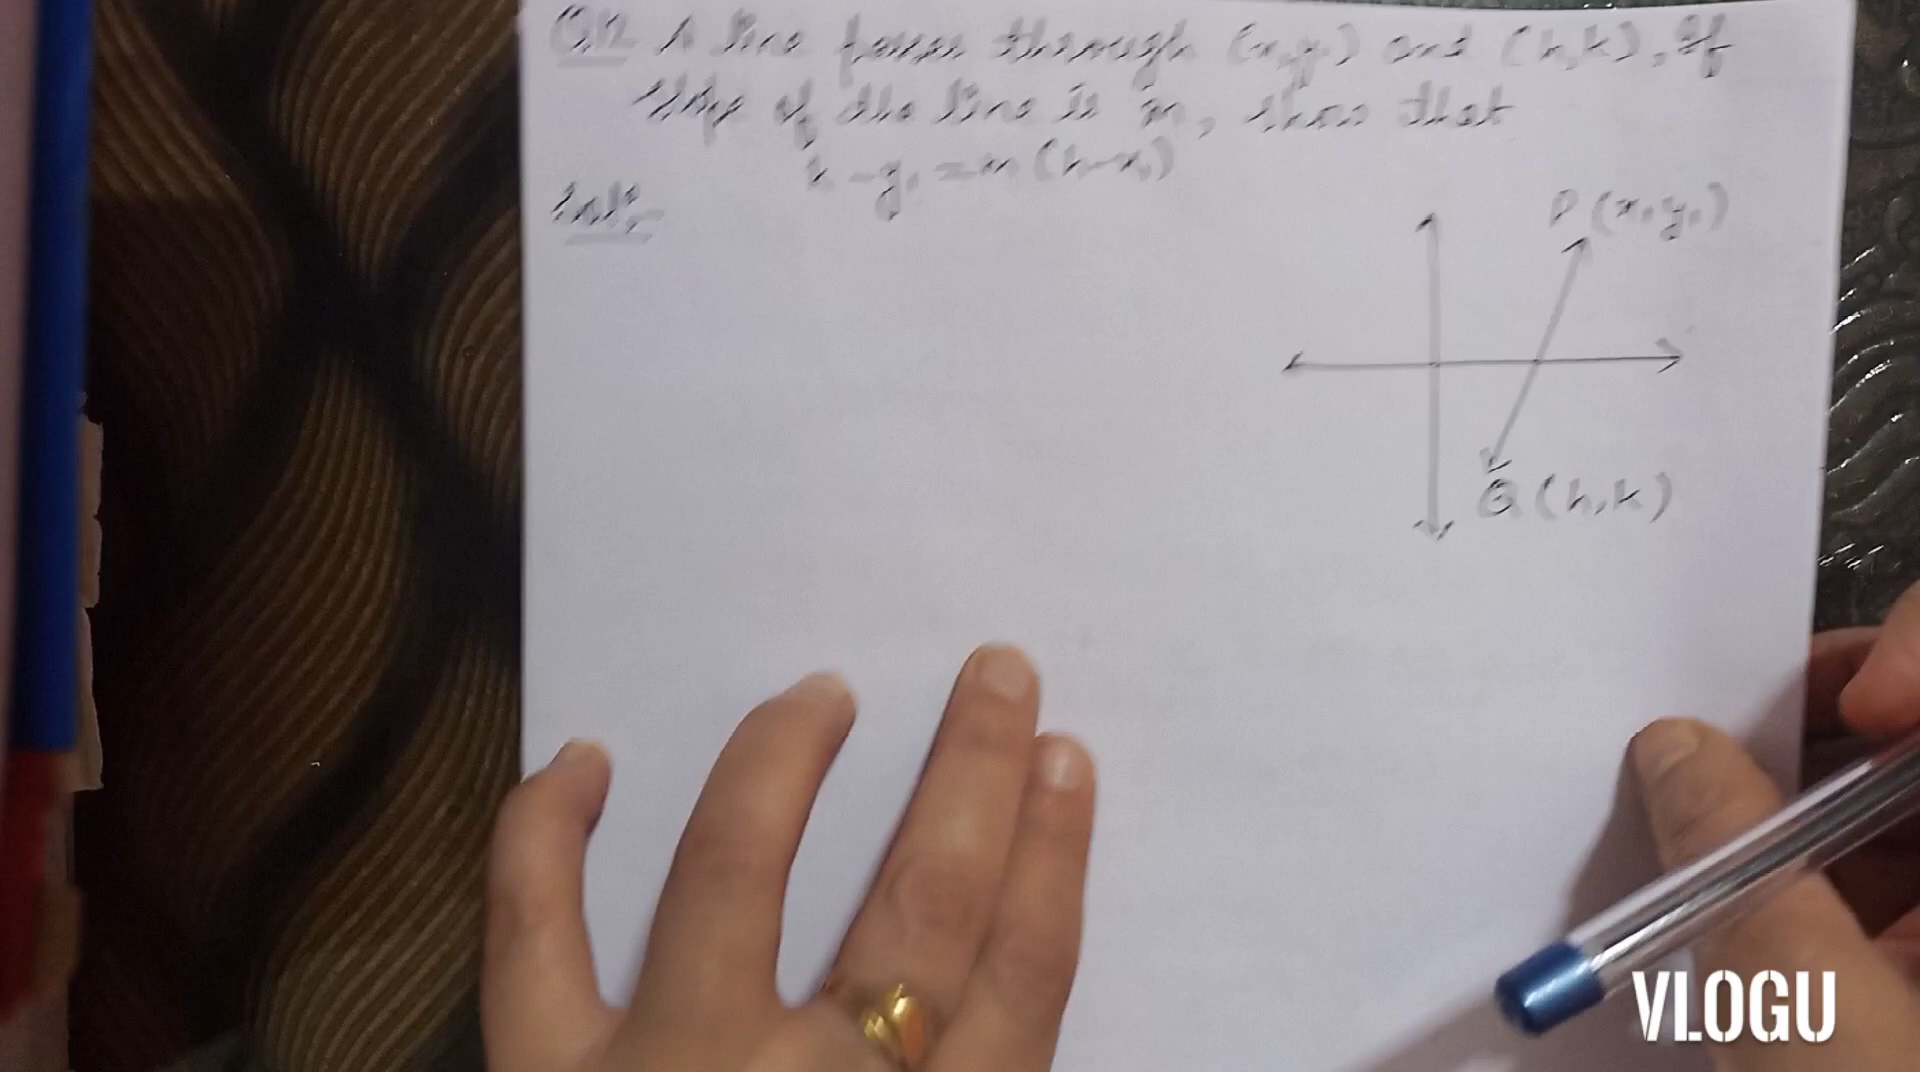 Q.12 A line passes through (x₁,y₁) and (h,k). If
slope of the line is m, show that
k-y₁ = m(h-x₁)
Soln:-
P(x₁,y₁)
Q(h,k)
VLOGU